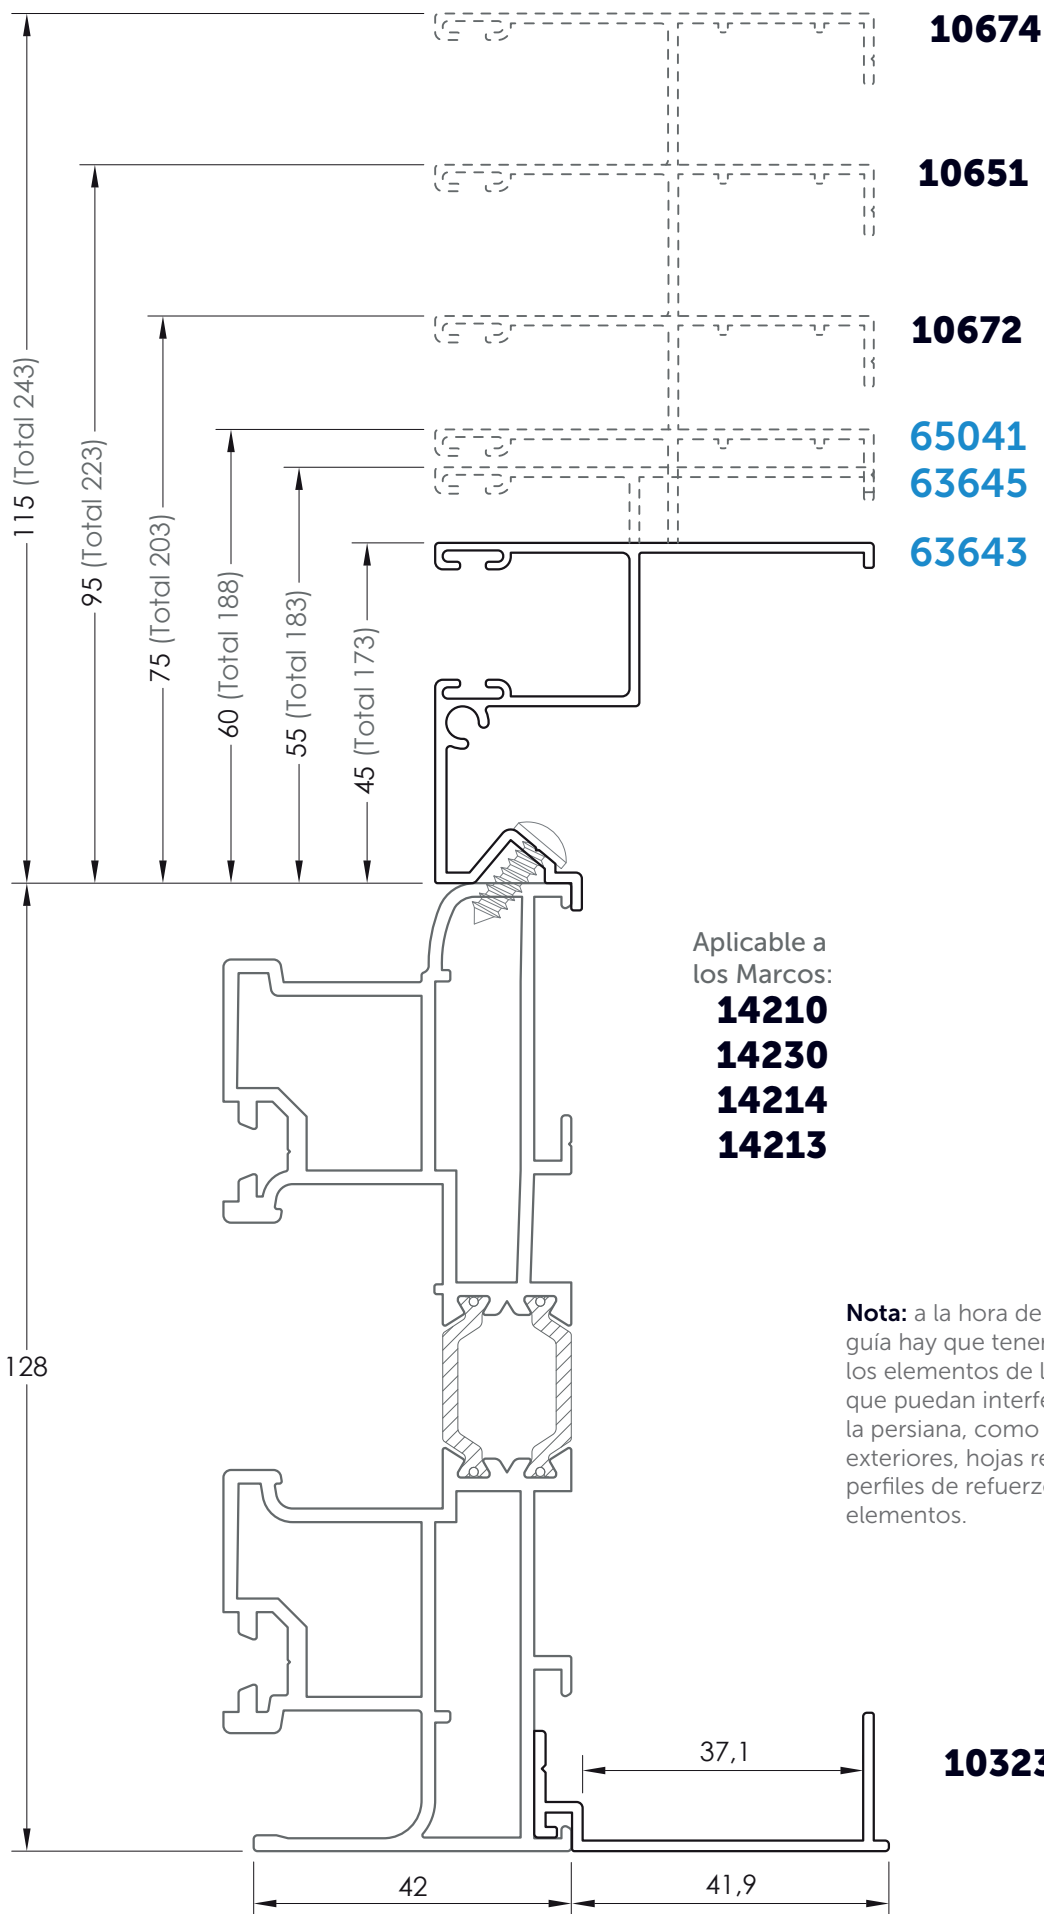 10674
10651
10672
65041
63645
63643
115 (Total 243)
95 (Total 223)
75 (Total 203)
60 (Total 188)
55 (Total 183)
45 (Total 173)
Aplicable a
los Marcos:
14210
14230
14214
14213
Nota: a la hora de
guía hay que tener
los elementos de
que puedan
la persiana, como
exteriores, hojas
perfiles de
elementos.
128
37,1
10323
42
41,9